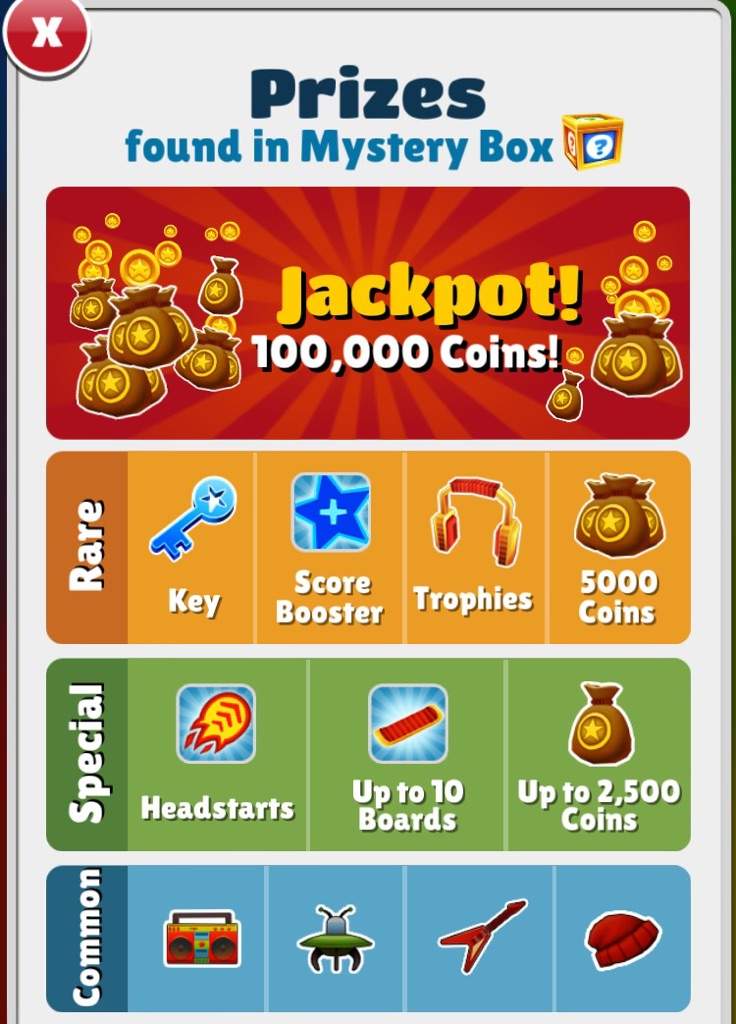 X
Prizes
found in Mystery Box
?
?
Jackpot!
100,000 Coins!
Rare
Key
Score
Booster
Trophies
5000
Coins
Special
Headstarts
Up to 10
Boards
Up to 2,500
Coins
Common